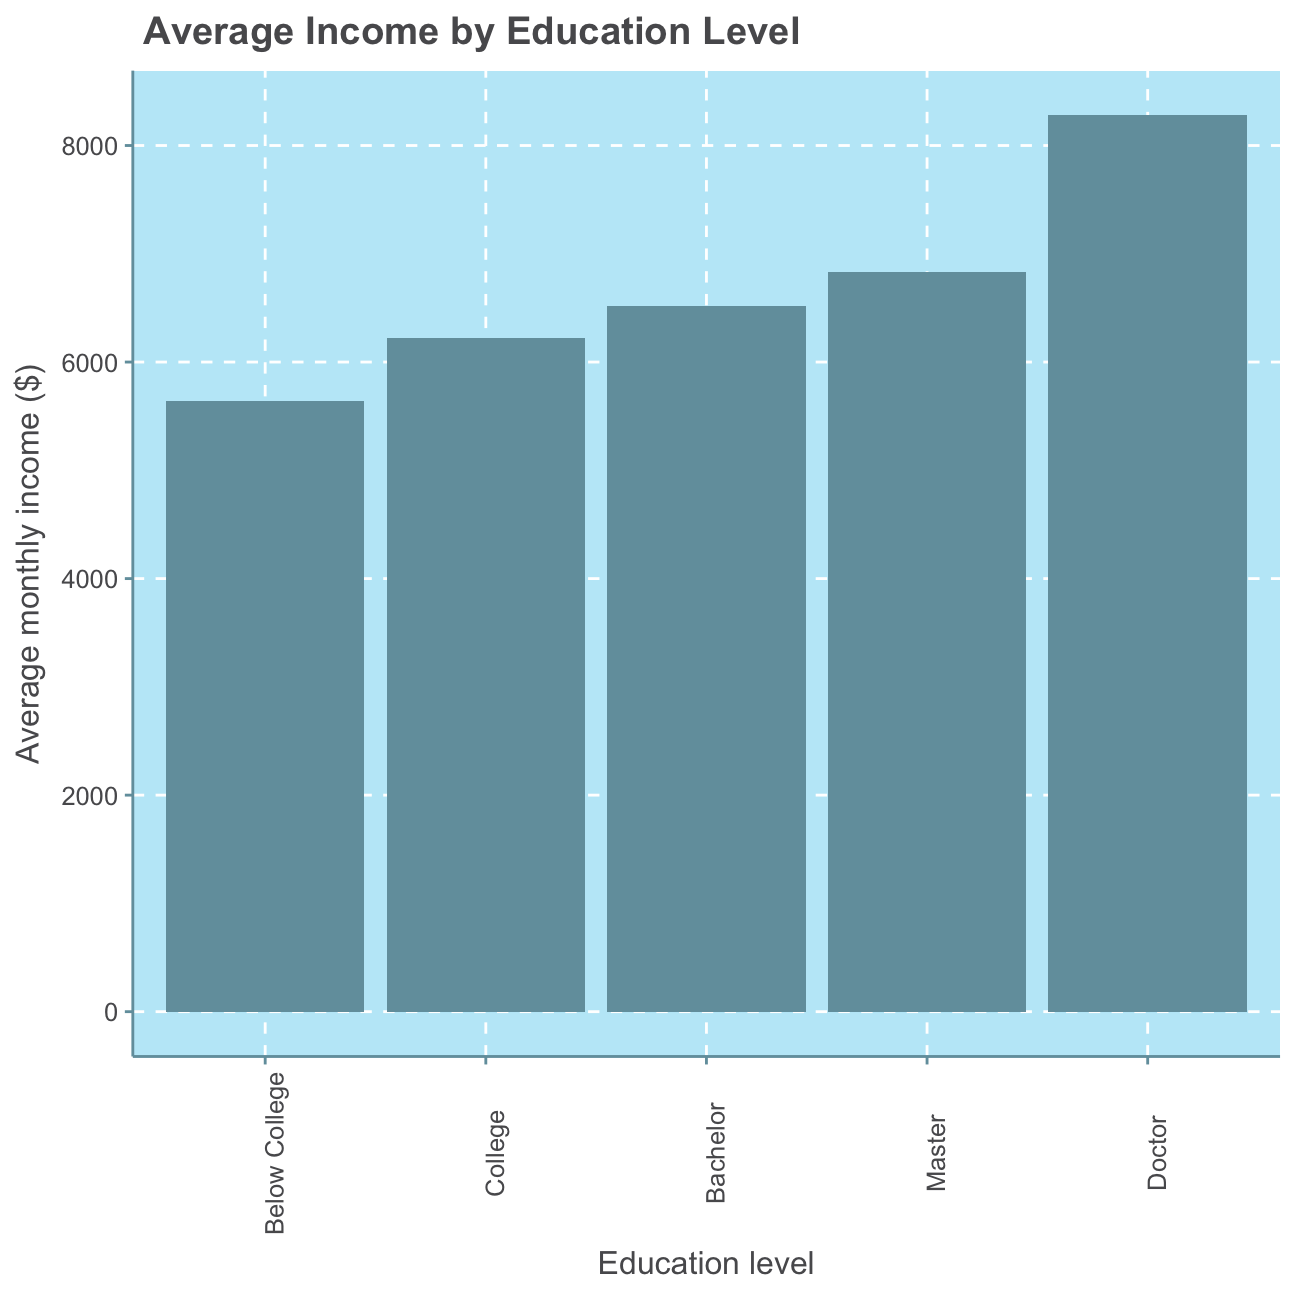 Average Income by Education Level
Average monthly income ($)
8000
6000
4000
2000
0
Below College
College
Bachelor
Master
Doctor
Education level